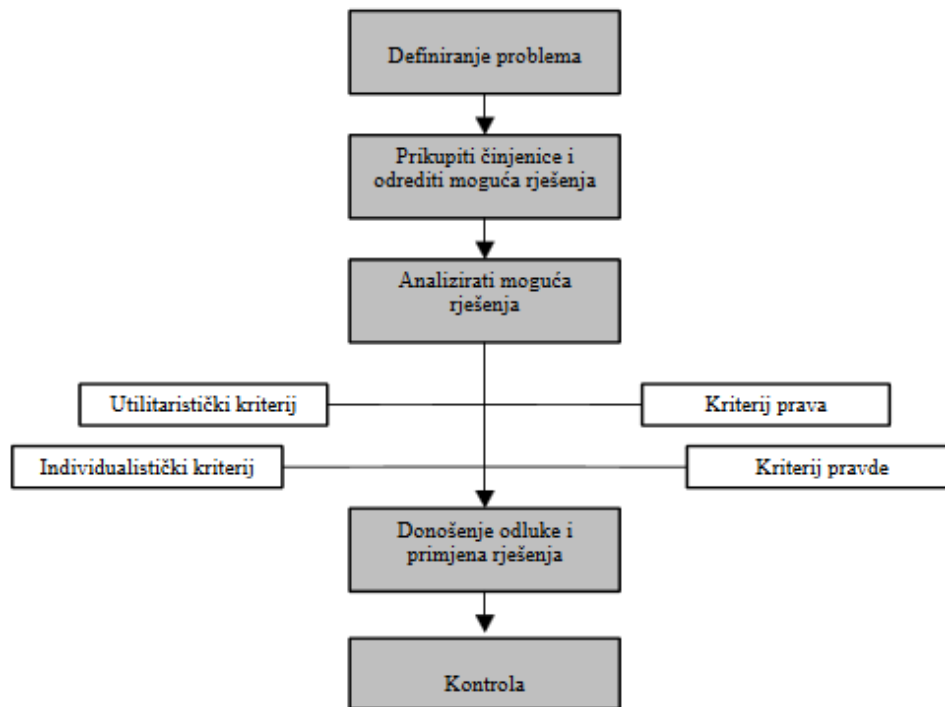 Definiranje problema
Prikupiti činjenice i
odrediti moguća rješenja
Analizirati moguća
rješenja
Utilitaristički kriterij
Kriterij prava
Individualistički kriterij
Kriterij pravde
Donošenje odluke i
primjena rješenja
Kontrola